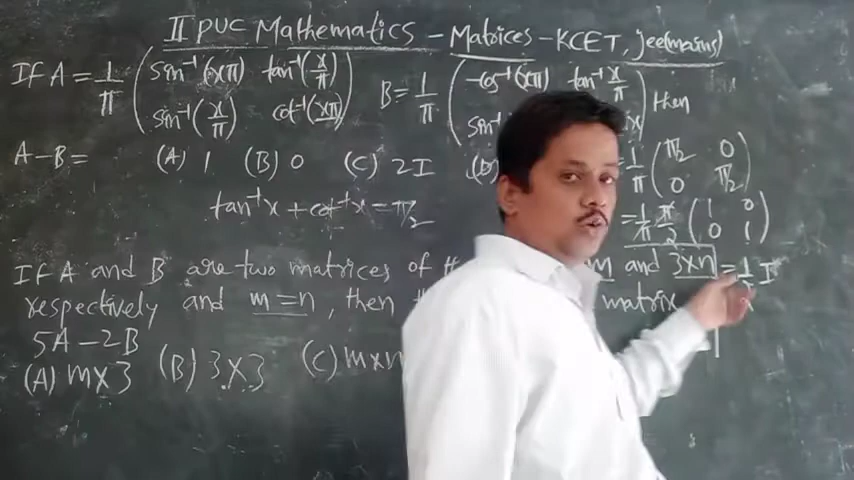 II PUC Mathematics - Matrices - KCET, Jee(mains)
If A = 1/π ( sin⁻¹(xπ) tan⁻¹(x/π) sin⁻¹(x/π) cot⁻¹(xπ) ) B = 1/π ( -cos⁻¹(xπ) tan⁻¹ x/π sin x ) then
A-B = (A) 1 (B) 0 (C) 2I (D)
1/π ( π/2 0 0 π/2 )
tan⁻¹x + cot⁻¹x = π/2
= 1/π π/2 ( 1 0 0 1 )
If A and B are two matrices of m and 3xn
= 1/2 I
respectively and m = n, then matrix
5A-2B
(A) mx3 (B) 3x3 (C) mxn